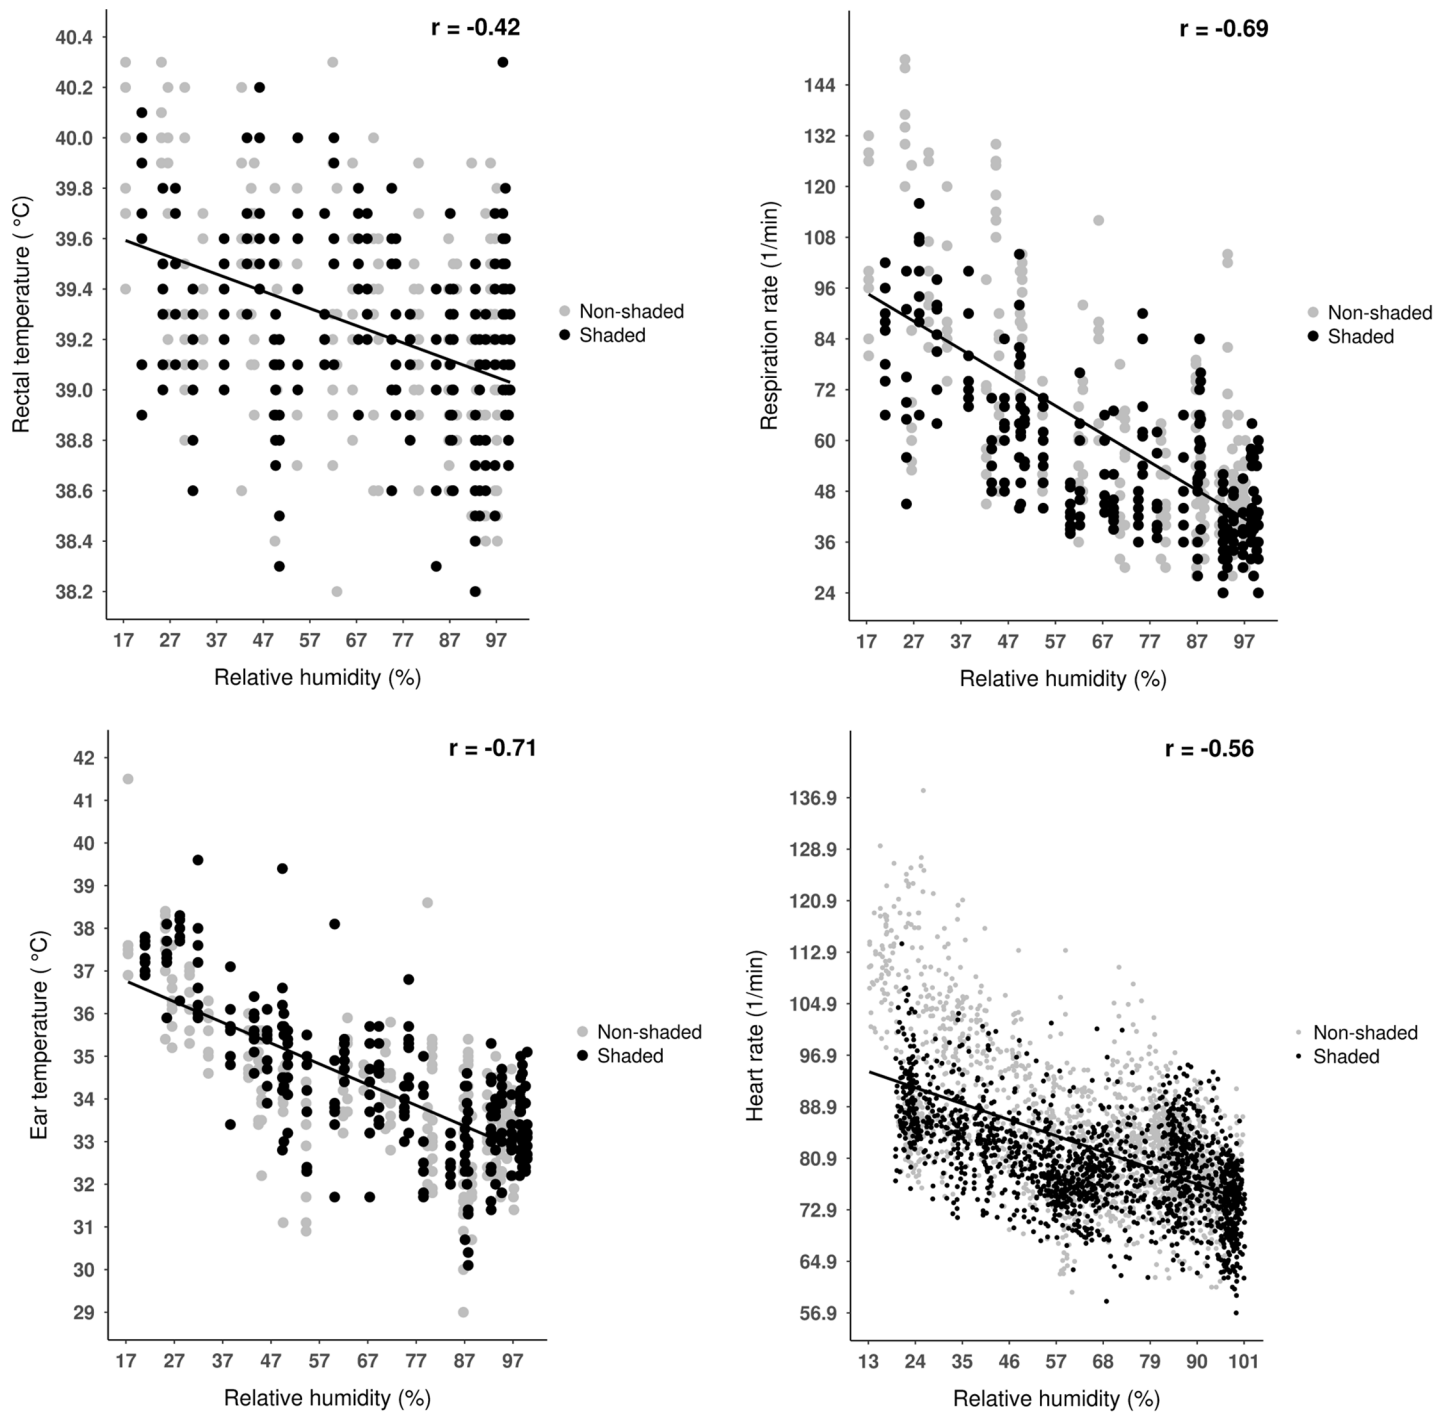 r = -0.42
40.4
40.2
40.0
39.8
39.6
39.4
39.2
39.0
38.8
38.6
38.4
38.2
Rectal temperature ( °C)
17 27 37 47 57 67 77 87 97
Relative humidity (%)
Non-shaded
Shaded
r = -0.69
144
132
120
108
96
84
72
60
48
36
24
Respiration rate (1/min)
17 27 37 47 57 67 77 87 97
Relative humidity (%)
Non-shaded
Shaded
r = -0.71
42
41
40
39
38
37
36
35
34
33
32
31
30
29
Ear temperature ( °C)
17 27 37 47 57 67 77 87 97
Relative humidity (%)
Non-shaded
Shaded
r = -0.56
136.9
128.9
120.9
112.9
104.9
96.9
88.9
80.9
72.9
64.9
56.9
Heart rate (1/min)
13 24 35 46 57 68 79 90 101
Relative humidity (%)
Non-shaded
Shaded